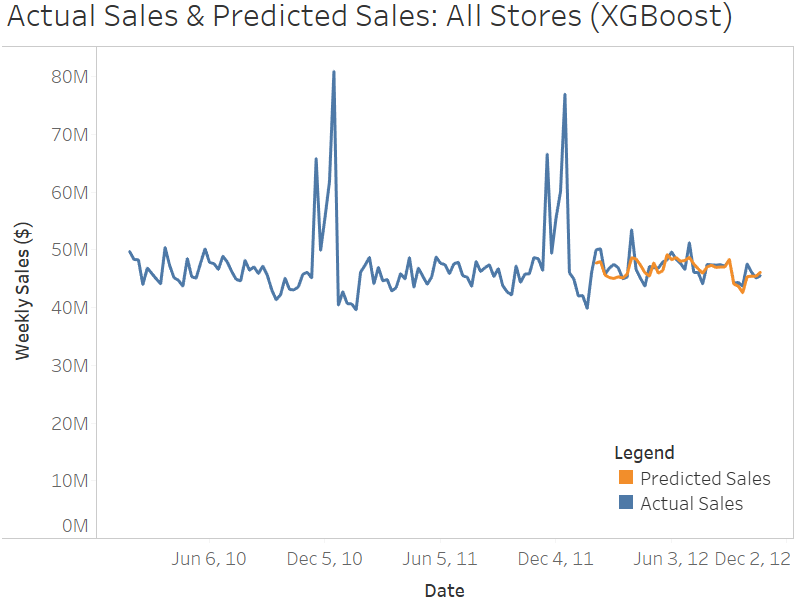 Actual Sales & Predicted Sales: All Stores (XGBoost)
80M
70M
60M
50M
40M
30M
20M
10M
0M
Weekly Sales ($)
Legend
Predicted Sales
Actual Sales
Jun 6, 10 Dec 5, 10 Jun 5, 11 Dec 4, 11 Jun 3, 12 Dec 2, 12
Date